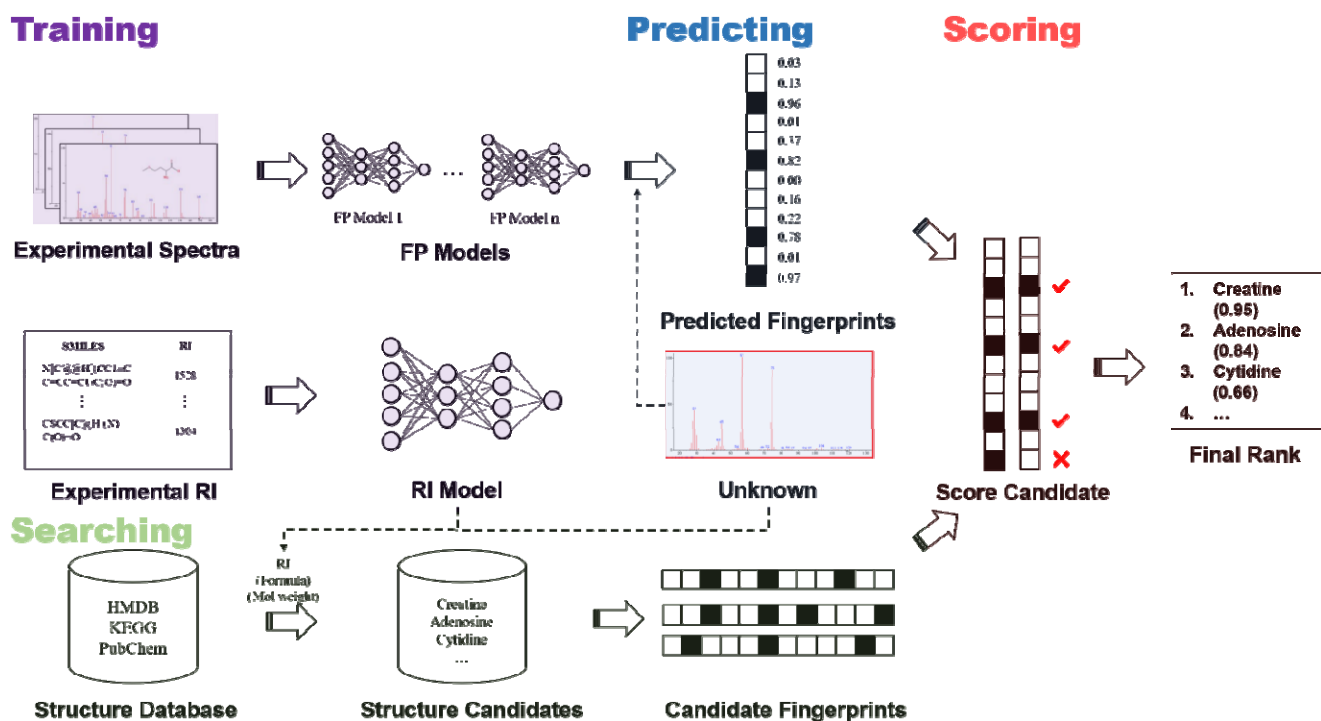 Training
Predicting
Scoring
0.03
0.13
0.96
0.01
0.37
0.82
0.00
0.16
0.22
0.78
0.01
0.97
FP Model 1
...
FP Model n
Experimental Spectra
FP Models
Predicted Fingerprints
SMILES RI
1528
⋮ ⋮
C(O)=O
Experimental RI
RI Model
Unknown
Score Candidate
1. Creatine
(0.95)
2. Adenosine
(0.84)
3. Cytidine
(0.66)
4. ...
Final Rank
Searching
RI
(Formula)
(Mol weight)
HMDB
KEGG
PubChem
Creatine
Adenosine
Cytidine
...
Structure Database
Structure Candidates
Candidate Fingerprints